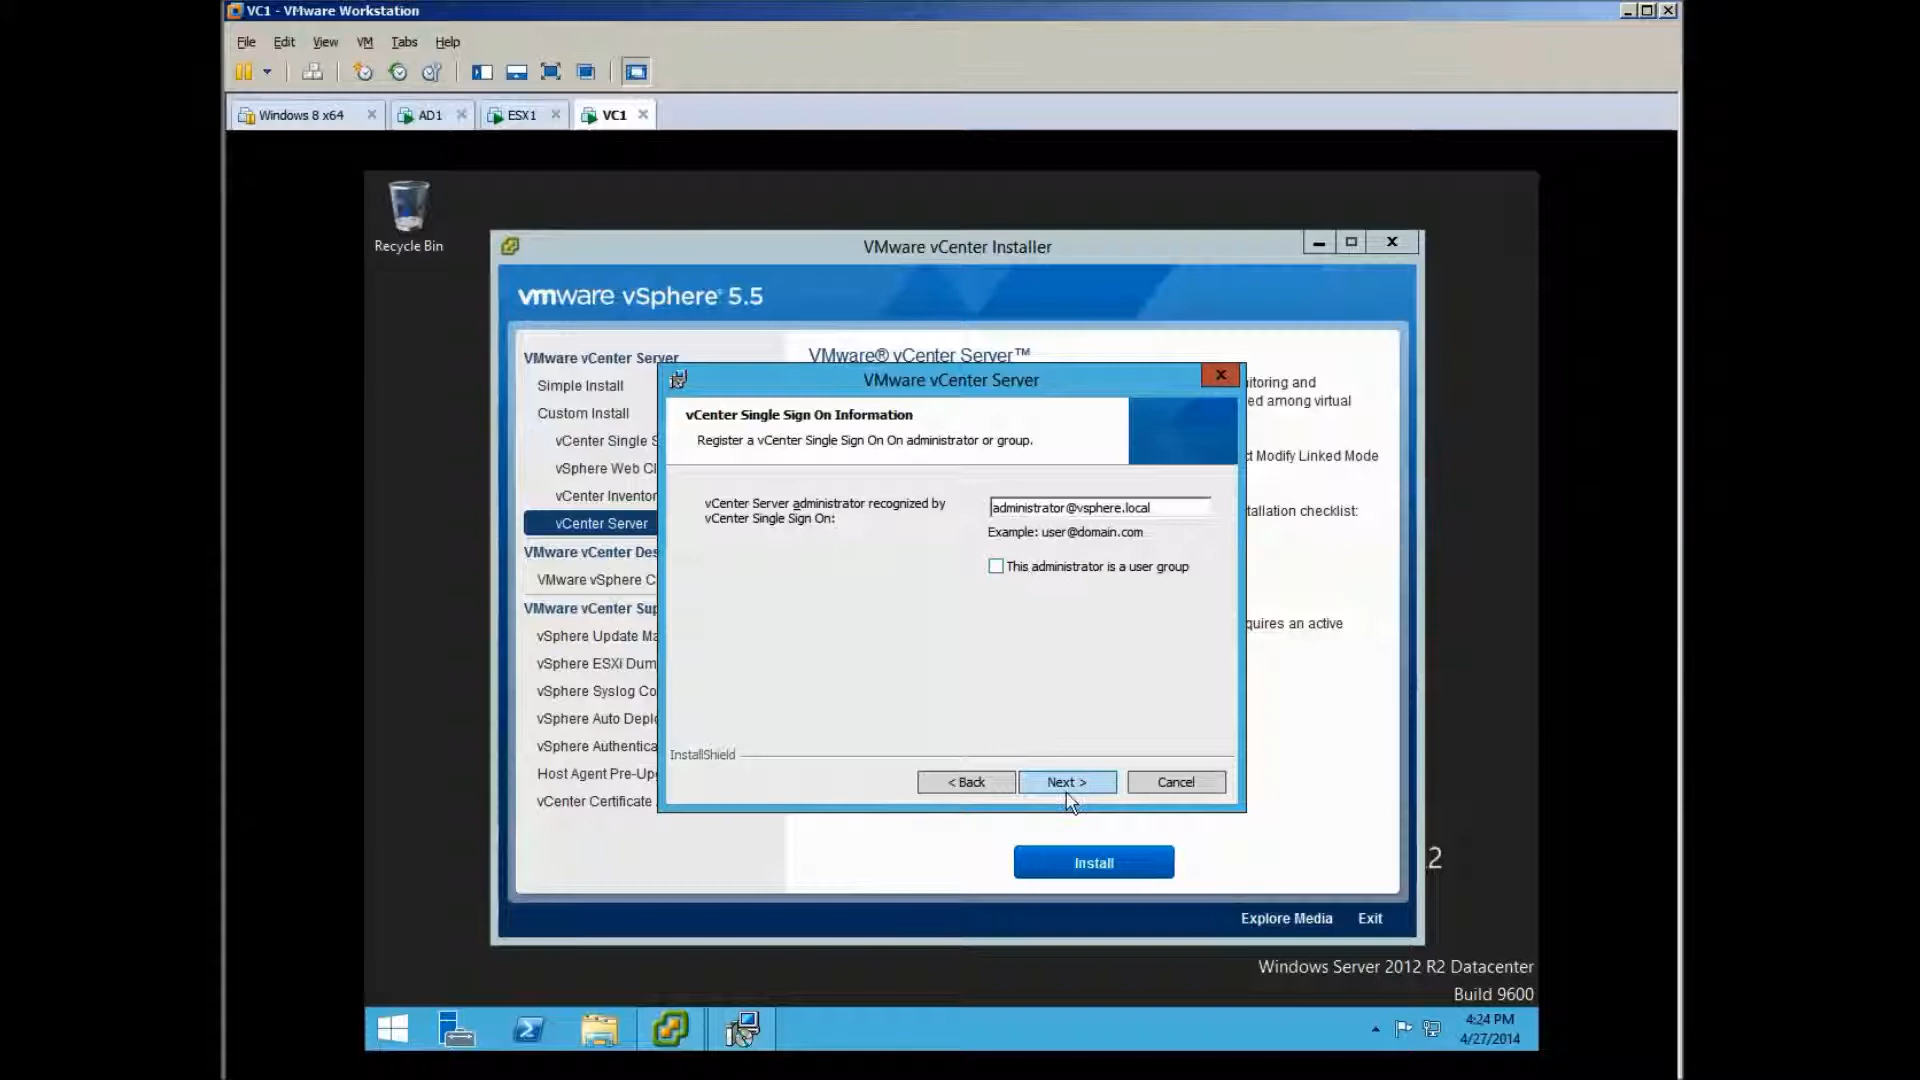 VC1 - VMware Workstation
File Edit View VM Tabs Help
Windows 8 x64 AD1 ESX1 VC1
Recycle Bin
VMware vCenter Installer
vmware vSphere® 5.5
VMware vCenter Server
Simple Install
Custom Install
vCenter Single S
vSphere Web Cl
vCenter Inventor
vCenter Server
VMware vCenter Des
VMware vSphere C
VMware vCenter Sup
vSphere Update Ma
vSphere ESXi Dum
vSphere Syslog Co
vSphere Auto Deplo
vSphere Authentica
Host Agent Pre-Upg
vCenter Certificate
VMware® vCenter Server™
itoring and
ed among virtual
t Modify Linked Mode
tallation checklist:
quires an active
VMware vCenter Server
vCenter Single Sign On Information
Register a vCenter Single Sign On On administrator or group.
vCenter Server administrator recognized by
vCenter Single Sign On:
administrator@vsphere.local
Example: user@domain.com
This administrator is a user group
InstallShield
< Back Next > Cancel
Install
Explore Media Exit
2
Windows Server 2012 R2 Datacenter
Build 9600
4:24 PM
4/27/2014